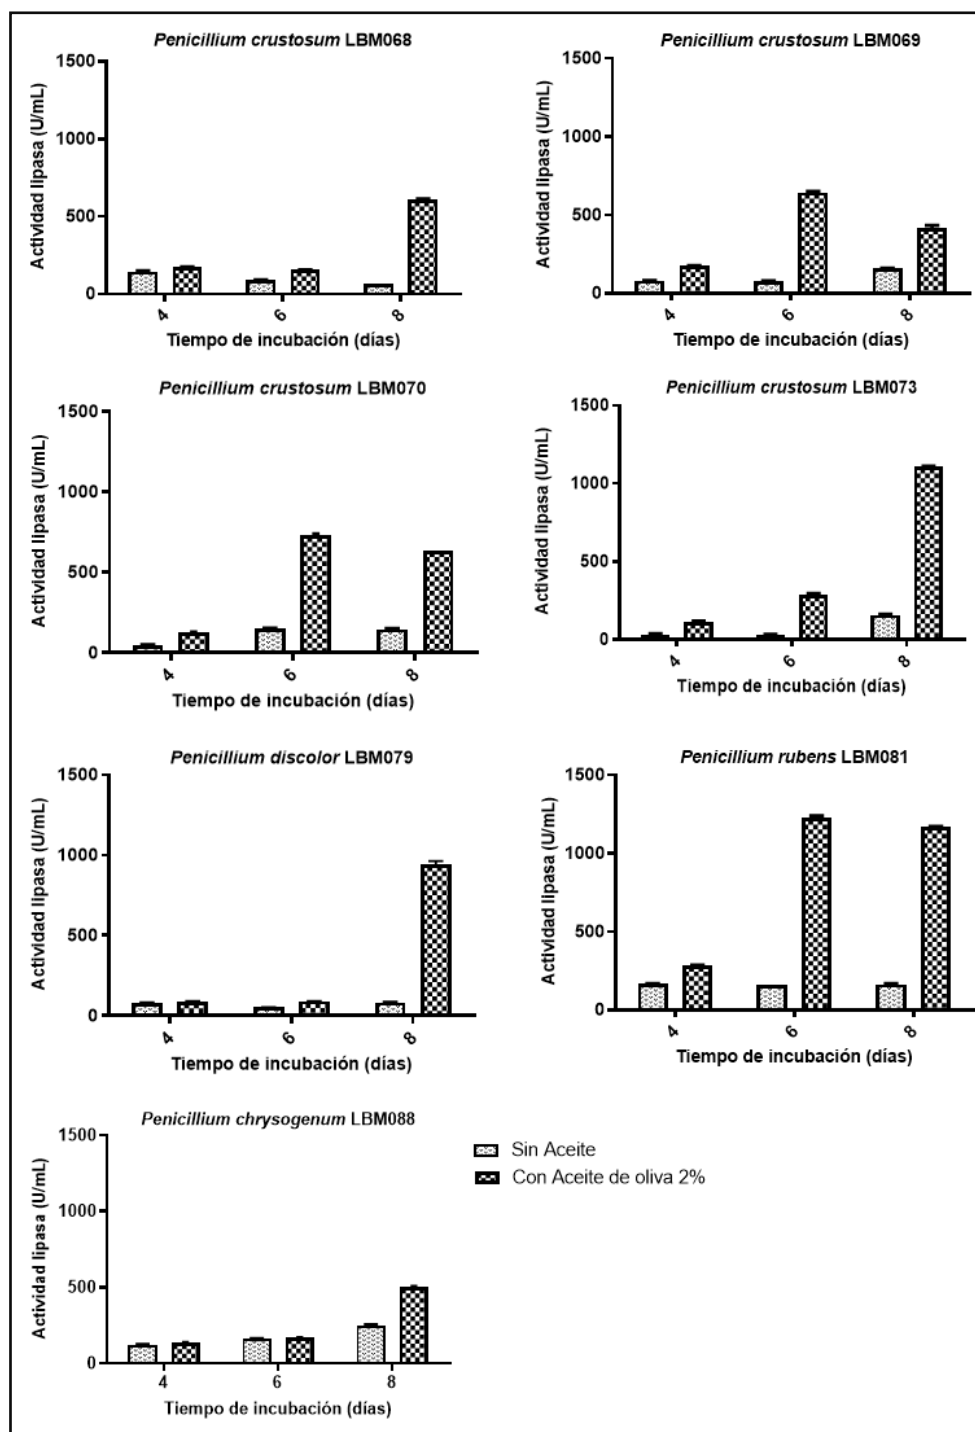 Penicillium crustosum LBM068
Actividad lipasa (U/mL)
1500
1000
500
0
4
6
8
Tiempo de incubación (días)
Penicillium crustosum LBM069
Actividad lipasa (U/mL)
1500
1000
500
0
4
6
8
Tiempo de incubación (días)
Penicillium crustosum LBM070
Actividad lipasa (U/mL)
1500
1000
500
0
4
6
8
Tiempo de incubación (días)
Penicillium crustosum LBM073
Actividad lipasa (U/mL)
1500
1000
500
0
4
6
8
Tiempo de incubación (días)
Penicillium discolor LBM079
Actividad lipasa (U/mL)
1500
1000
500
0
4
6
8
Tiempo de incubación (días)
Penicillium rubens LBM081
Actividad lipasa (U/mL)
1500
1000
500
0
4
6
8
Tiempo de incubación (días)
Penicillium chrysogenum LBM088
Actividad lipasa (U/mL)
1500
1000
500
0
4
6
8
Tiempo de incubación (días)
Sin Aceite
Con Aceite de oliva 2%